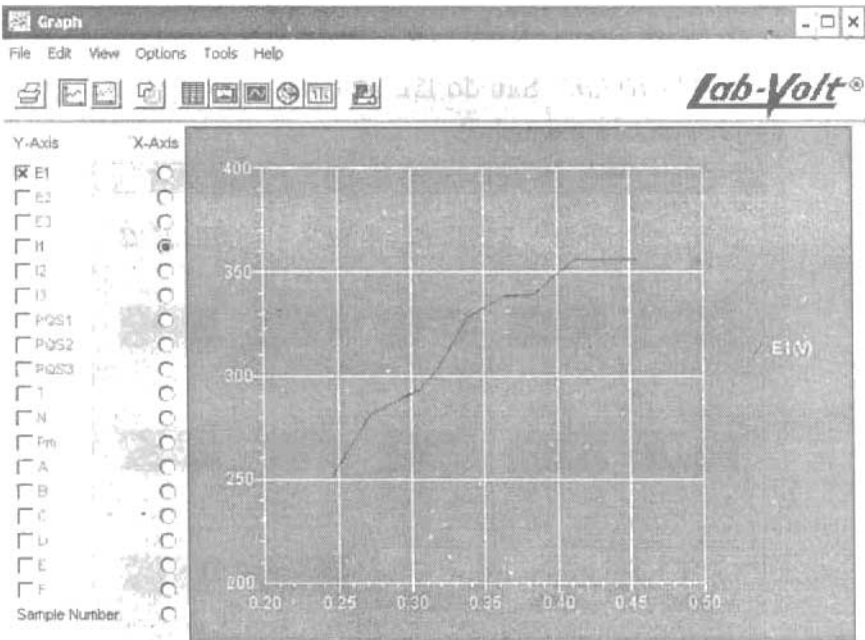 Graph
File Edit View Options Tools Help
Lab-Volt®
Y-Axis X-Axis
E1
E2
E3
I1
I2
I3
PQS1
PQS2
PQS3
T
N
Pm
A
B
C
D
E
F
Sample Number
400
350
300
250
200
0.20 0.25 0.30 0.35 0.40 0.45 0.50
E1(V)